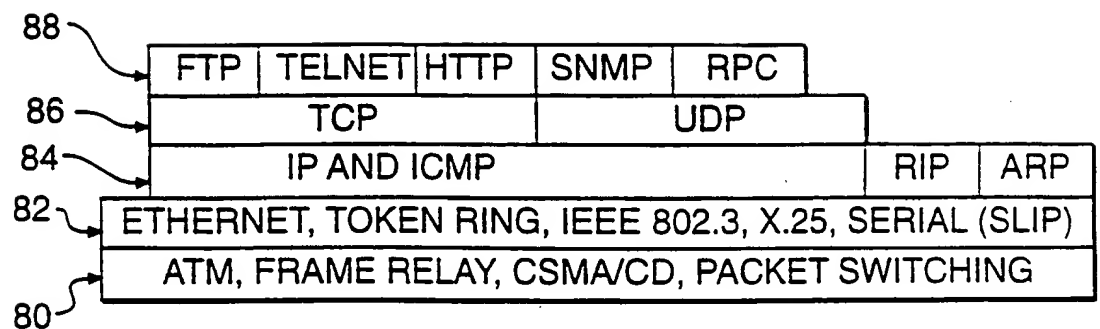 88 FTP TELNET HTTP SNMP RPC
86 TCP UDP
84 IP AND ICMP RIP ARP
82 ETHERNET, TOKEN RING, IEEE 802.3, X.25, SERIAL (SLIP)
80 ATM, FRAME RELAY, CSMA/CD, PACKET SWITCHING